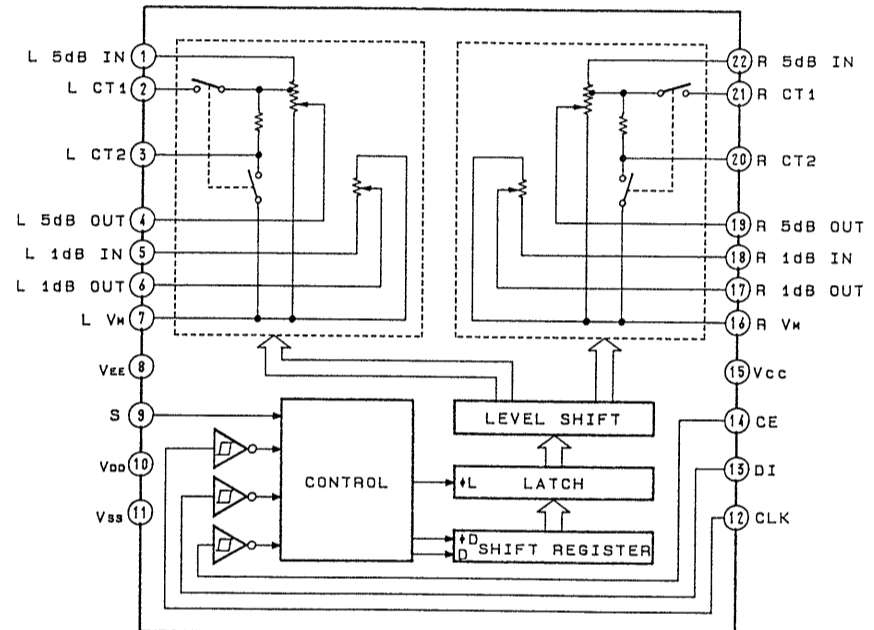 L 5dB IN 1
L CT1 2
L CT2 3
L 5dB OUT 4
L 1dB IN 5
L 1dB OUT 6
L VM 7
VEE 8
S 9
VDD 10
VSS 11
22 R 5dB IN
21 R CT1
20 R CT2
19 R 5dB OUT
18 R 1dB IN
17 R 1dB OUT
16 R VM
15 VCC
14 CE
13 DI
12 CLK
CONTROL
LEVEL SHIFT
ϕL LATCH
ϕD
D SHIFT REGISTER